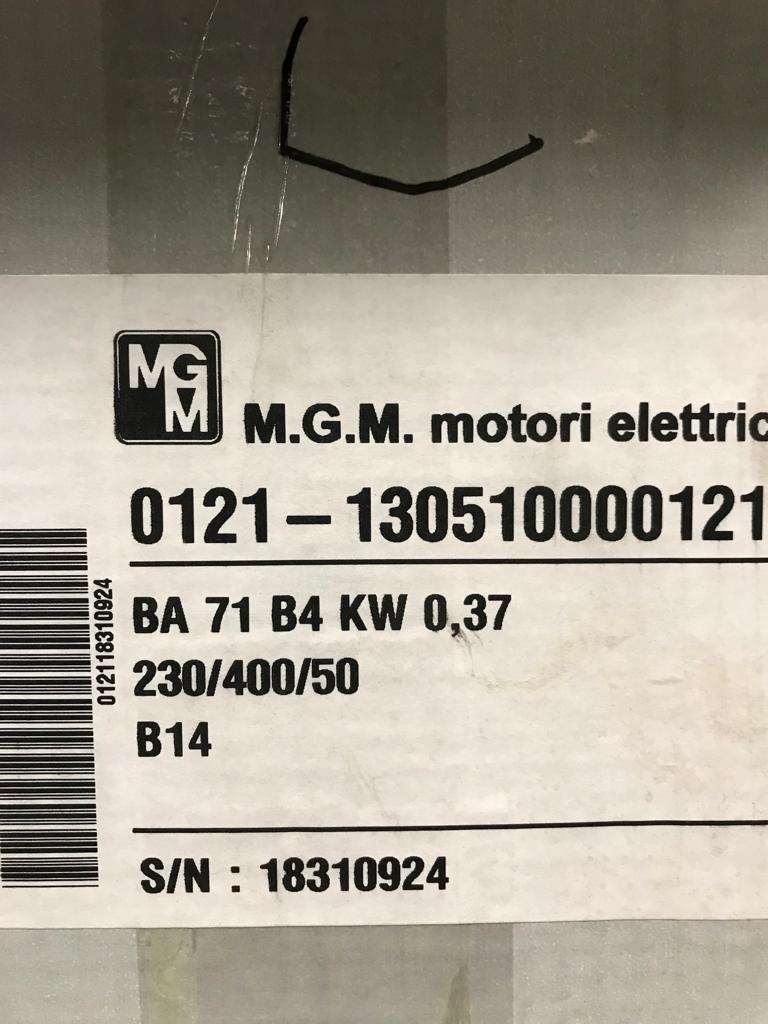 MGM
M.G.M. motori elettric
0121-130510000121
012118310924
BA 71 B4 KW 0,37
230/400/50
B14
S/N : 18310924